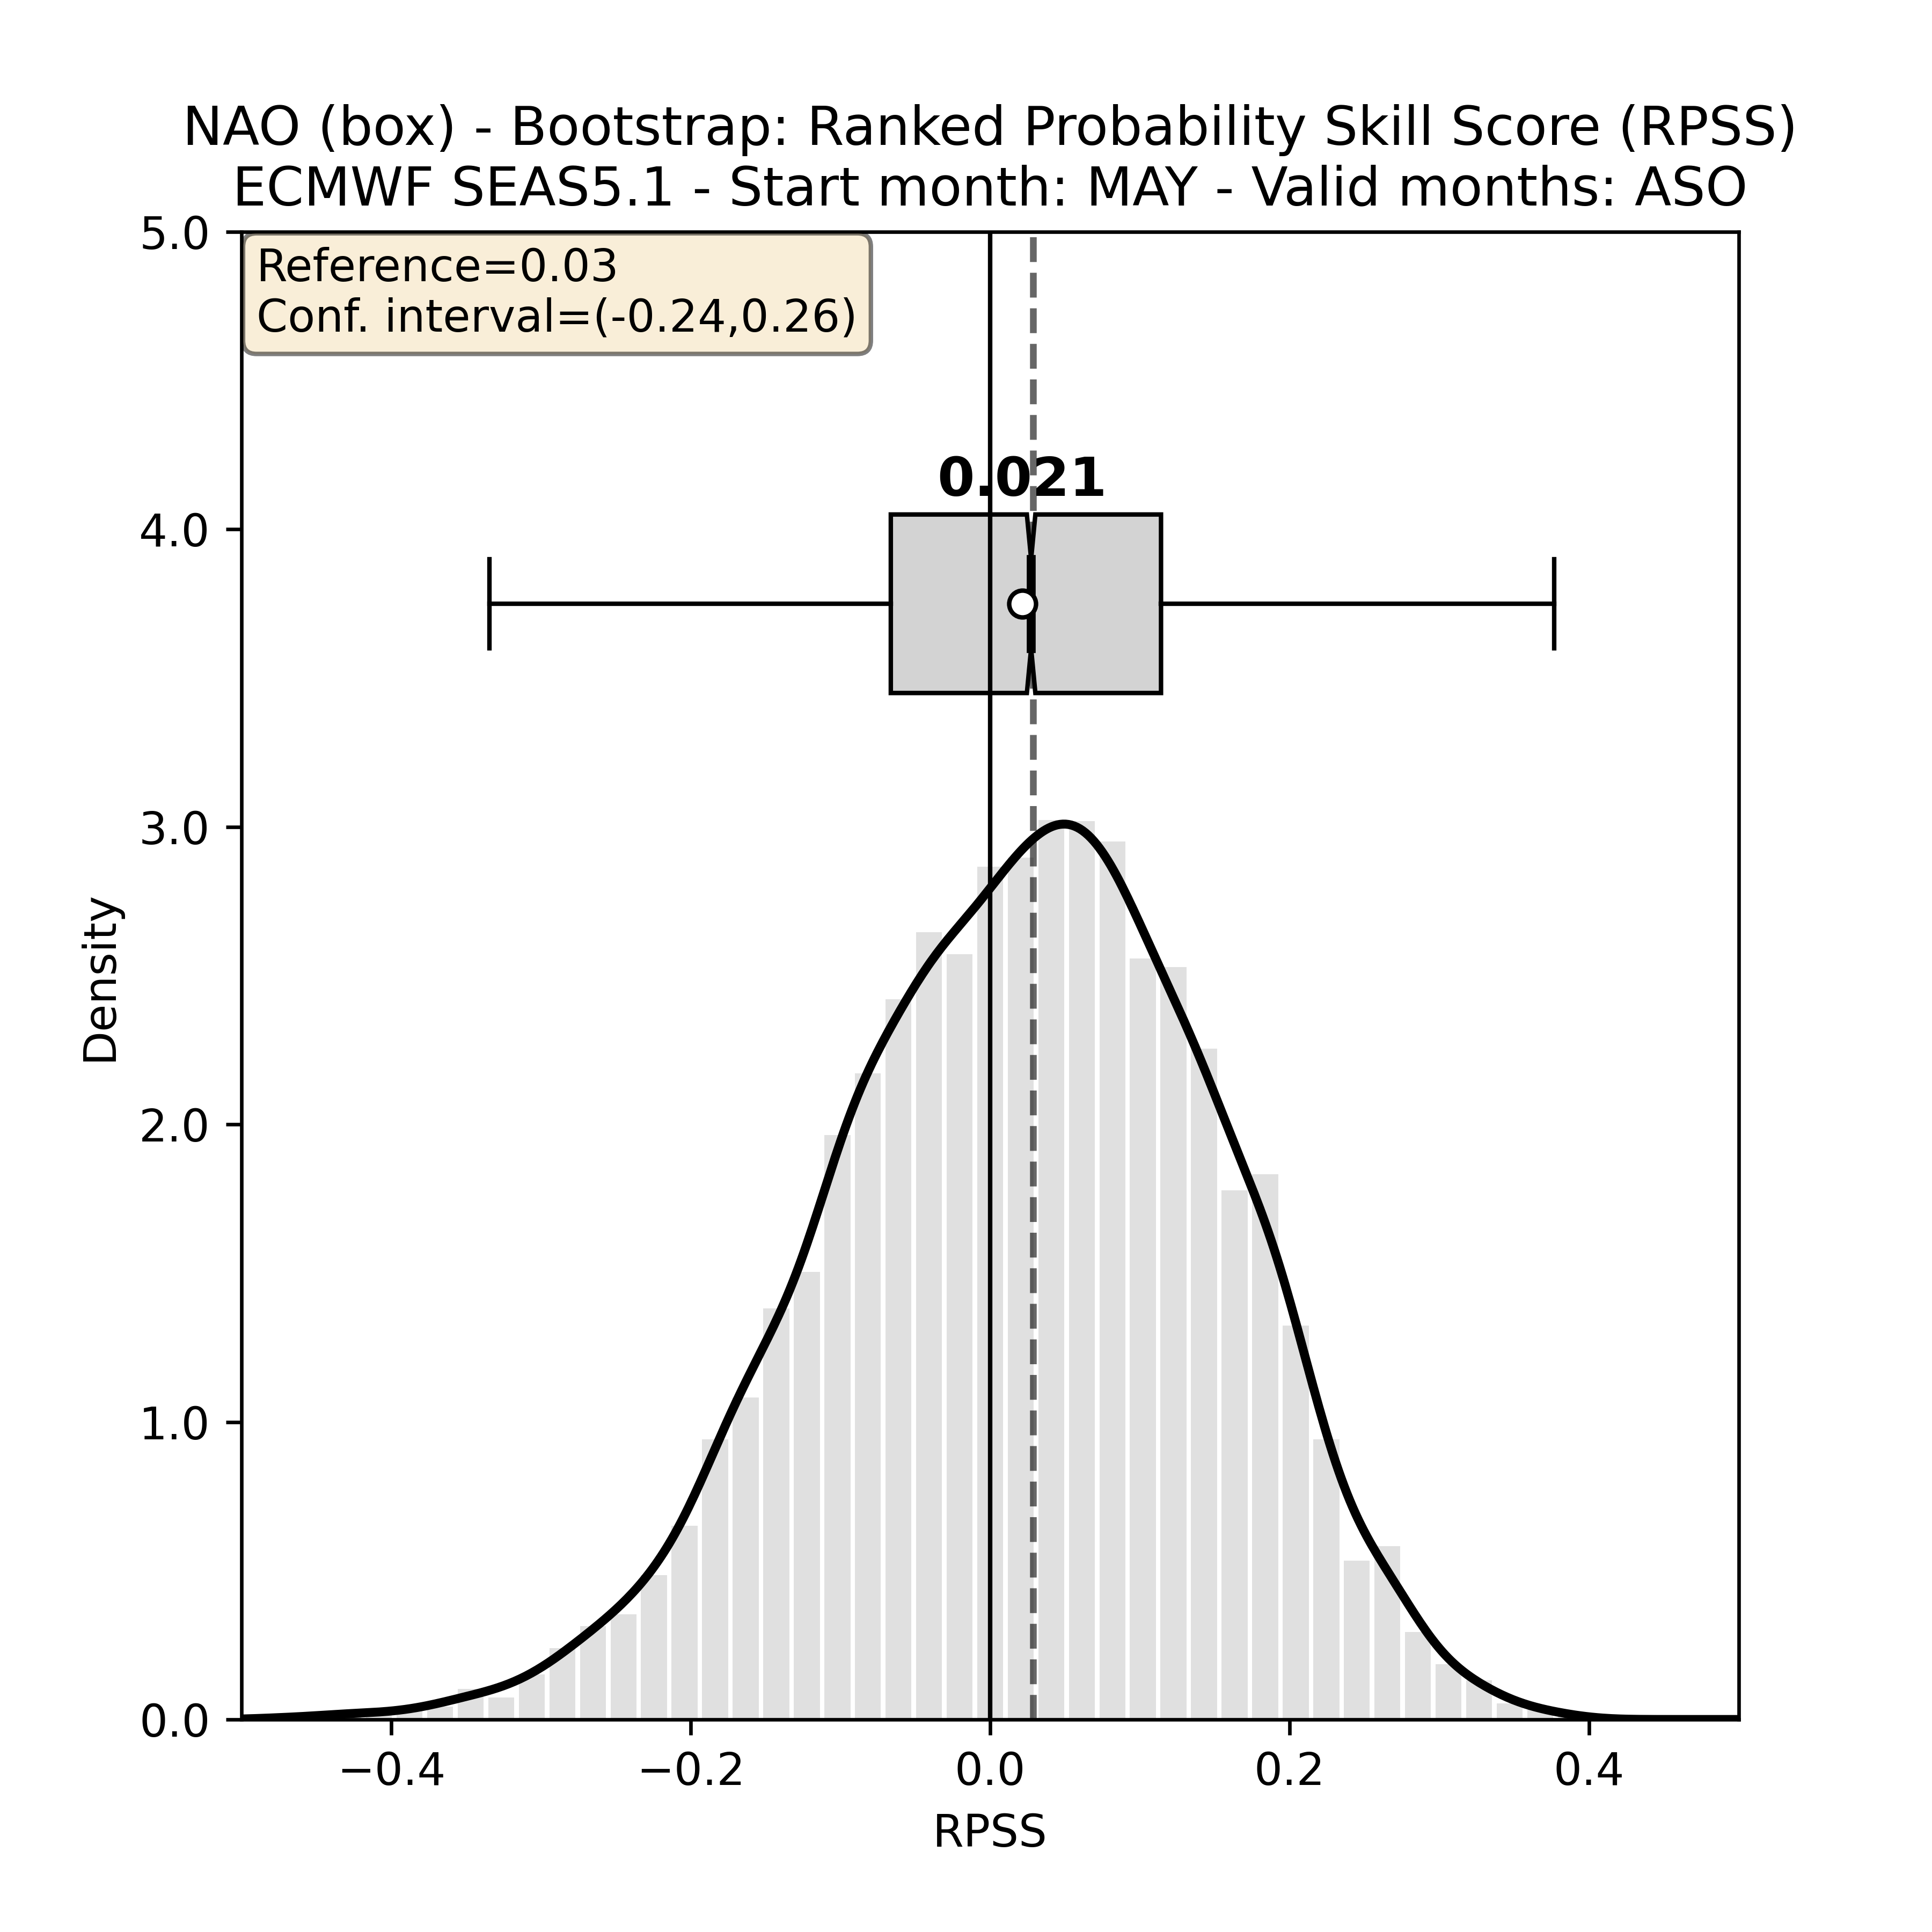 NAO (box) - Bootstrap: Ranked Probability Skill Score (RPSS)
ECMWF SEAS5.1 - Start month: MAY - Valid months: ASO
Reference=0.03
Conf. interval=(-0.24,0.26)
0.021
5.0
4.0
3.0
2.0
1.0
0.0
Density
−0.4 −0.2 0.0 0.2 0.4
RPSS